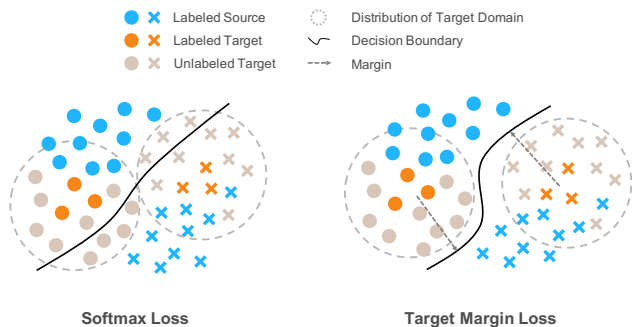 Labeled Source
Distribution of Target Domain
Labeled Target
Decision Boundary
Unlabeled Target
Margin
Softmax Loss
Target Margin Loss